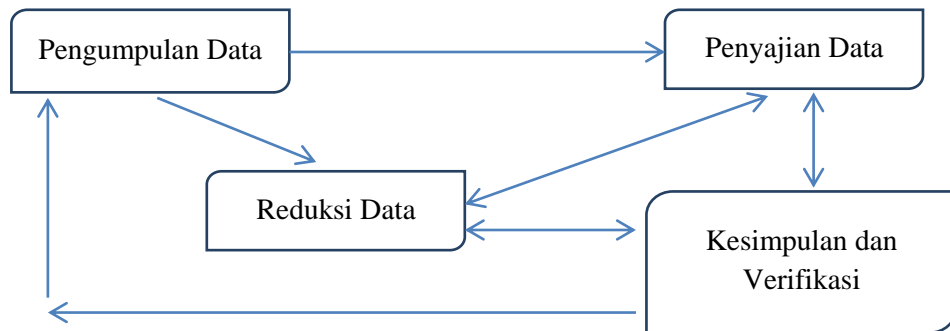 Pengumpulan Data
Penyajian Data
Reduksi Data
Kesimpulan dan
Verifikasi